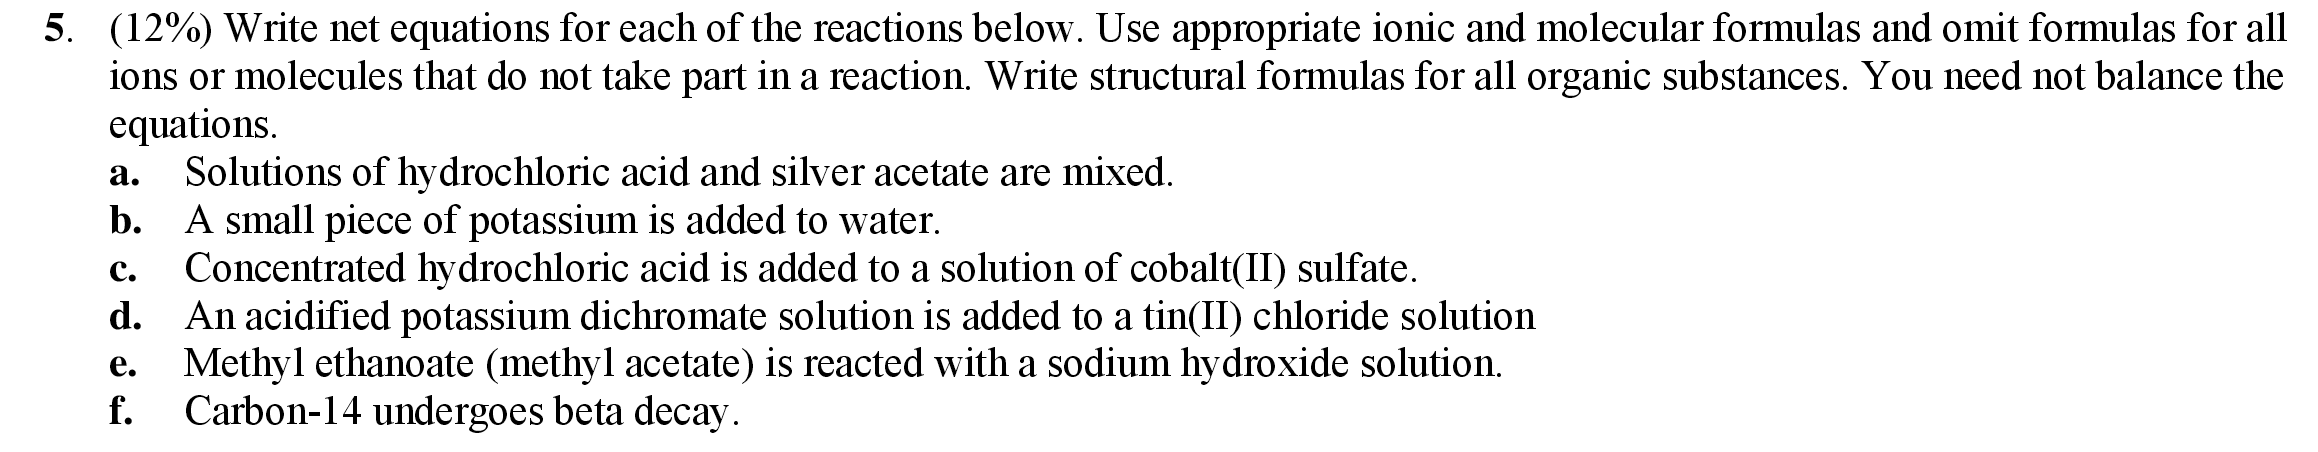 5. (12%) Write net equations for each of the reactions below. Use appropriate ionic and molecular formulas and omit formulas for all
ions or molecules that do not take part in a reaction. Write structural formulas for all organic substances. You need not balance the
equations.
a. Solutions of hydrochloric acid and silver acetate are mixed.
b. A small piece of potassium is added to water.
c. Concentrated hydrochloric acid is added to a solution of cobalt(II) sulfate.
d. An acidified potassium dichromate solution is added to a tin(II) chloride solution
e. Methyl ethanoate (methyl acetate) is reacted with a sodium hydroxide solution.
f. Carbon-14 undergoes beta decay.